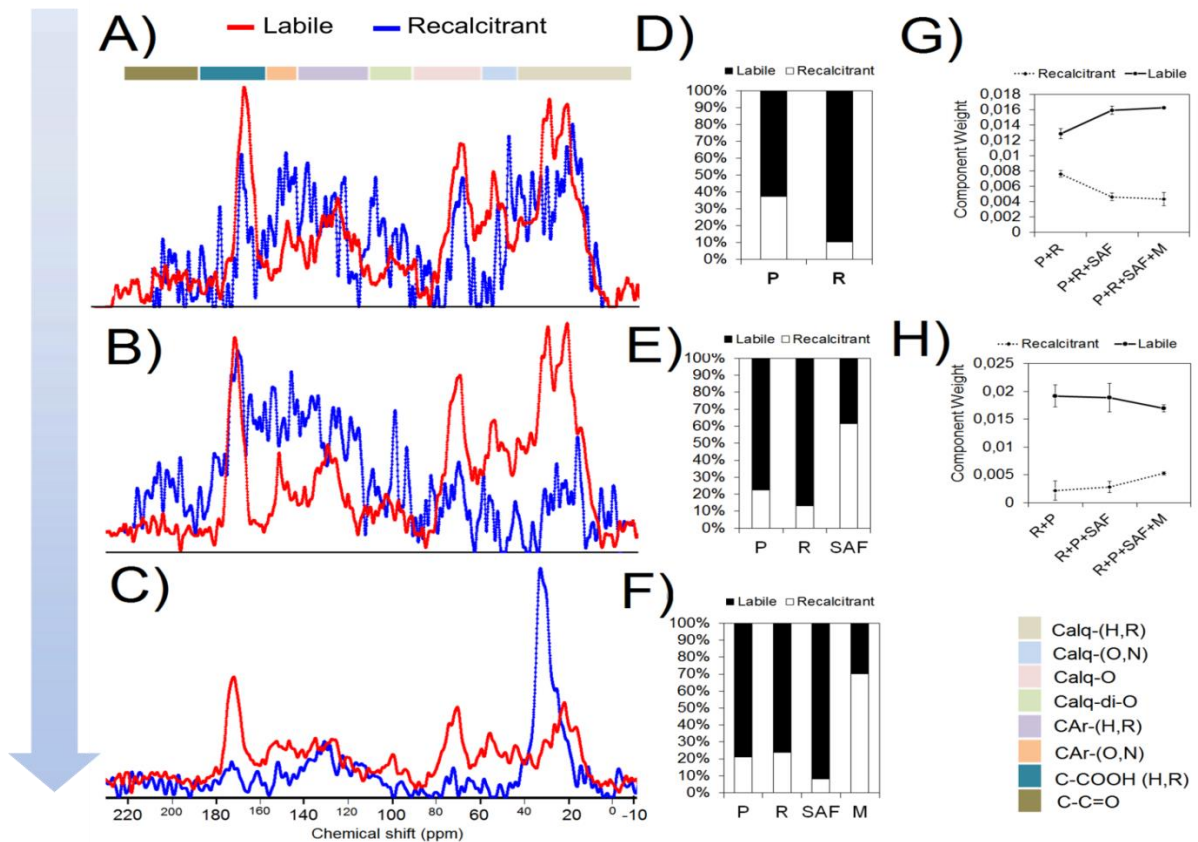 A)
Labile
Recalcitrant
B)
C)
220
200
180
160
140
120
100
80
60
40
20
0
-10
Chemical shift (ppm)
D)
Labile
Recalcitrant
100%
90%
80%
70%
60%
50%
40%
30%
20%
10%
0%
P
R
E)
Labile
Recalcitrant
100%
90%
80%
70%
60%
50%
40%
30%
20%
10%
0%
P
R
SAF
F)
Labile
Recalcitrant
100%
90%
80%
70%
60%
50%
40%
30%
20%
10%
0%
P
R
SAF
M
G)
Recalcitrant
Labile
Component Weight
0,018
0,016
0,014
0,012
0,01
0,008
0,006
0,004
0,002
0
P+R
P+R+SAF
P+R+SAF+M
H)
Recalcitrant
Labile
Component Weight
0,025
0,02
0,015
0,01
0,005
0
R+P
R+P+SAF
R+P+SAF+M
Calq-(H,R)
Calq-(O,N)
Calq-O
Calq-di-O
CAr-(H,R)
CAr-(O,N)
C-COOH (H,R)
C-C=O